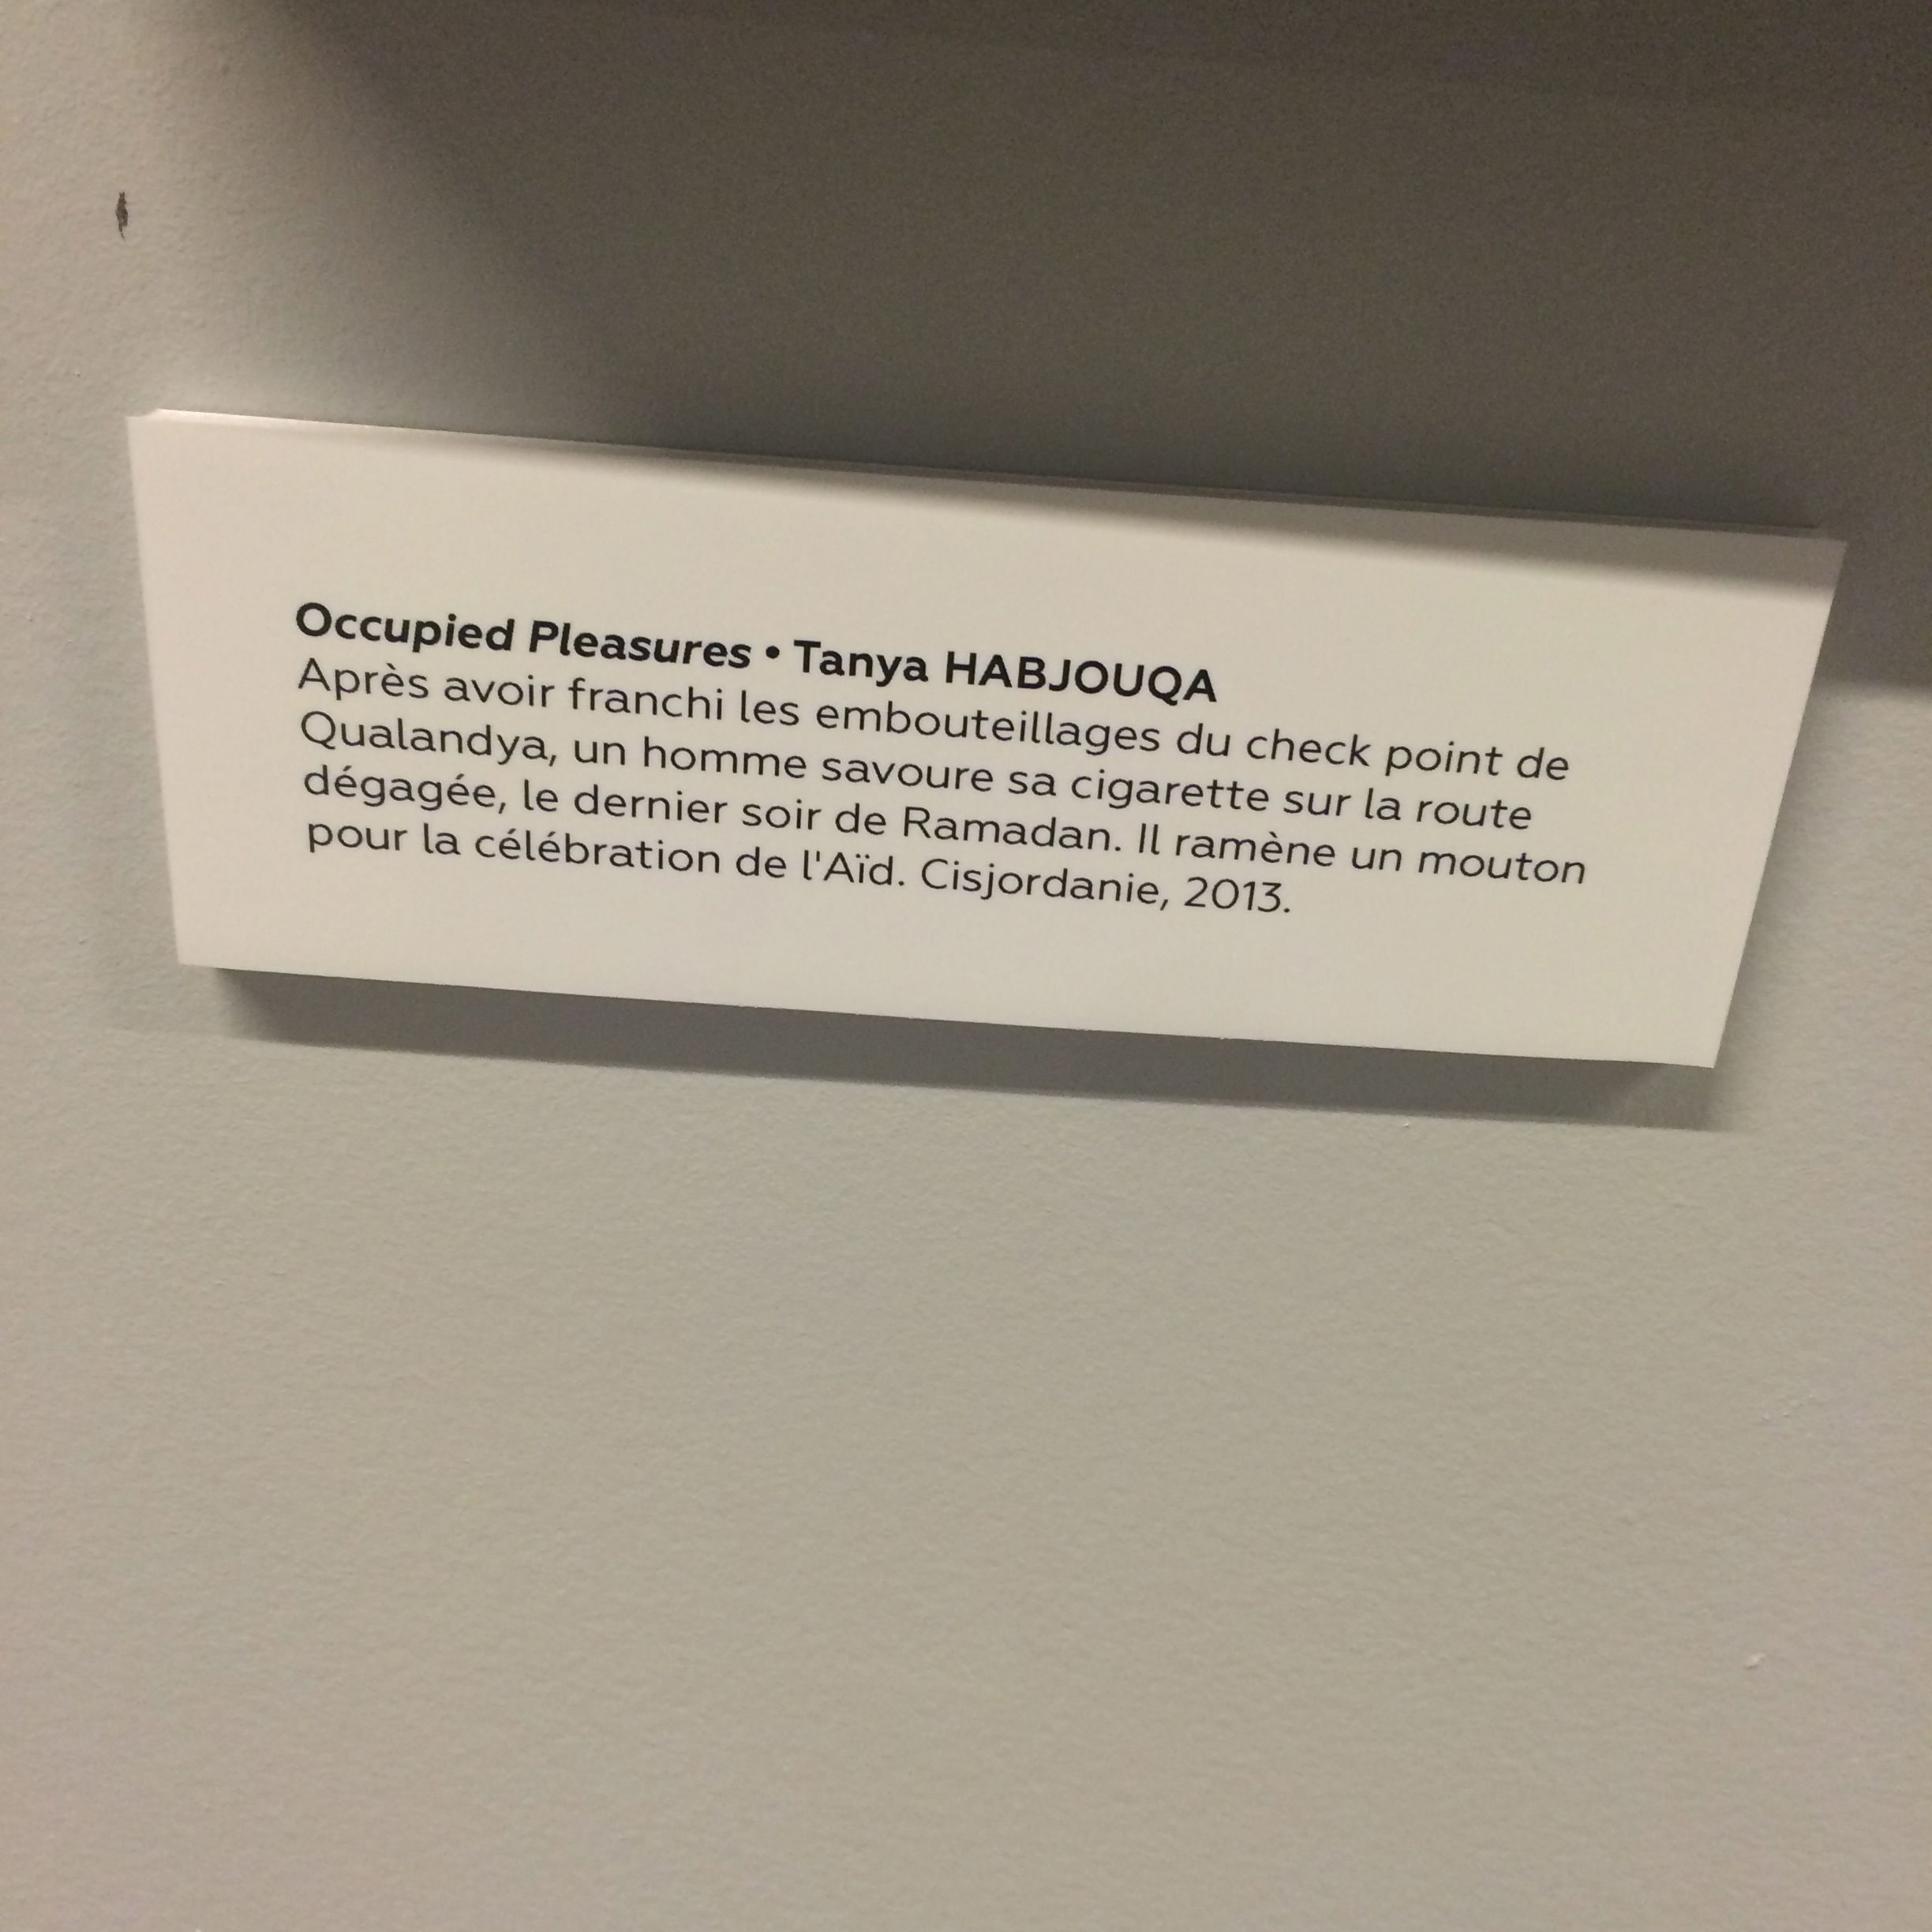 Occupied Pleasures • Tanya HABJOUQA
Après avoir franchi les embouteillages du check point de
Qualandya, un homme savoure sa cigarette sur la route
dégagée, le dernier soir de Ramadan. Il ramène un mouton
pour la célébration de l'Aïd. Cisjordanie, 2013.